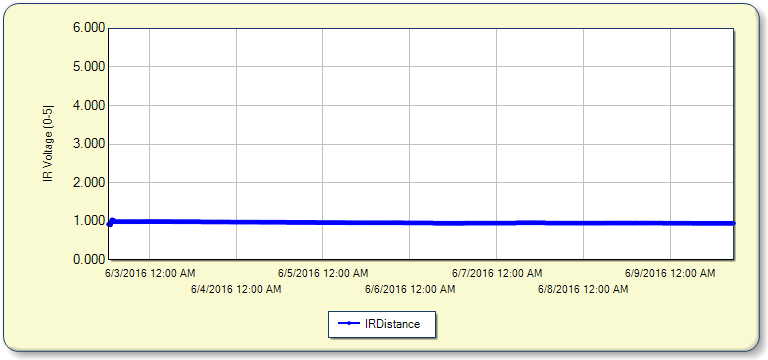 6.000
5.000
4.000
3.000
2.000
1.000
0.000
IR Voltage (0-5|
6/3/2016 12:00 AM
6/4/2016 12:00 AM
6/5/2016 12:00 AM
6/6/2016 12:00 AM
6/7/2016 12:00 AM
6/8/2016 12:00 AM
6/9/2016 12:00 AM
IRDistance